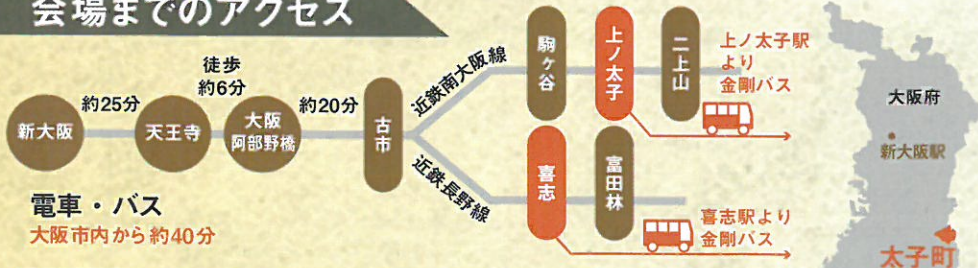 会場までのアクセス
新大阪
約25分
天王寺
徒歩
約6分
大阪
阿部野橋
約20分
古市
近鉄南大阪線
駒ヶ谷
上ノ太子
二上山
上ノ太子駅
より
金剛バス
近鉄長野線
喜志
富田林
喜志駅より
金剛バス
電車・バス
大阪市内から約40分
大阪府
新大阪駅
太子町